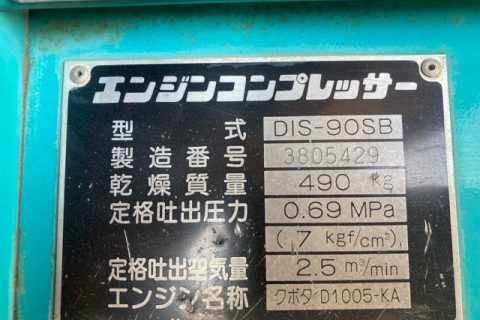 エンジンコンプレッサー
型式 DIS-90SB
製造番号 3805429
乾燥質量 490 kg
定格吐出圧力 0.69 MPa
(7 kgf/cm²)
定格吐出空気量 2.5 m³/min
エンジン名称 クボタ D1005-KA